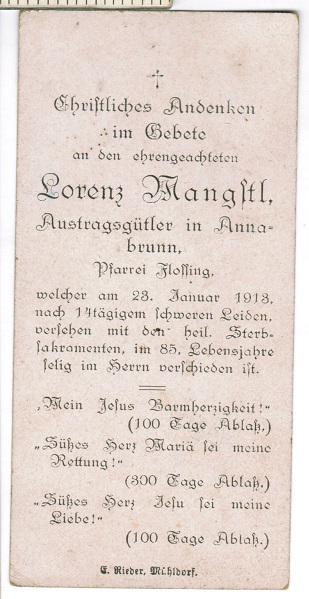 Christliches Andenken
im Gebete
an den ehrengeachteten
Lorenz Mangstl,
Austragsgütler in Anna-
brunn,
Pfarrei Flossing,
welcher am 23. Januar 1913,
nach 14tägigem schweren Leiden,
versehen mit den heil. Sterb-
sakramenten, im 85. Lebensjahre
selig im Herrn verschieden ist.
„Mein Jesus Barmherzigkeit!“
(100 Tage Ablaß.)
„Süßes Herz Mariä sei meine
Rettung!“
(300 Tage Ablaß.)
„Süßes Herz Jesu sei meine
Liebe!“
(100 Tage Ablaß.)
E. Rieder, Mühldorf.